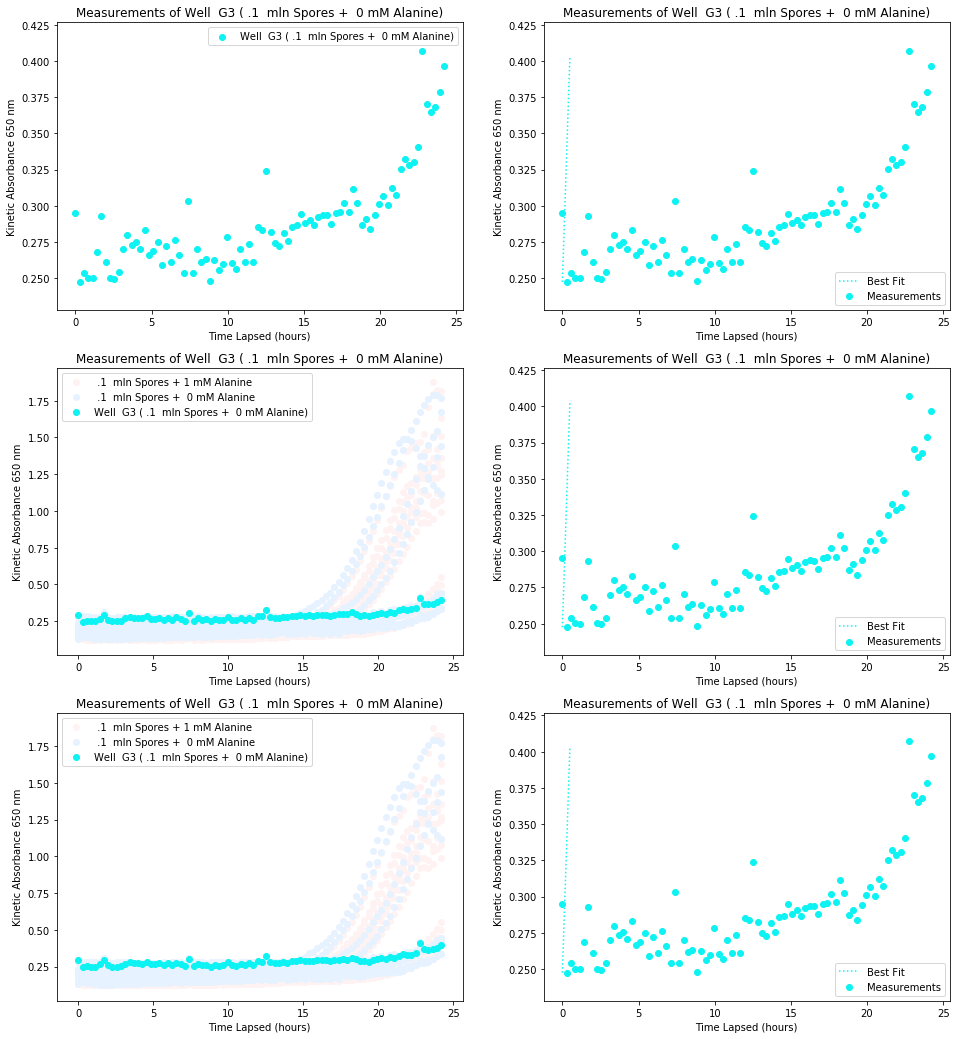 Measurements of Well  G3 ( .1  mln Spores +  0 mM Alanine)
Well  G3 ( .1  mln Spores +  0 mM Alanine)
Kinetic Absorbance 650 nm
0.425
0.400
0.375
0.350
0.325
0.300
0.275
0.250
0 5 10 15 20 25
Time Lapsed (hours)
Measurements of Well  G3 ( .1  mln Spores +  0 mM Alanine)
Kinetic Absorbance 650 nm
0.425
0.400
0.375
0.350
0.325
0.300
0.275
0.250
Best Fit
Measurements
0 5 10 15 20 25
Time Lapsed (hours)
Measurements of Well  G3 ( .1  mln Spores +  0 mM Alanine)
.1  mln Spores + 1 mM Alanine
.1  mln Spores +  0 mM Alanine
Well  G3 ( .1  mln Spores +  0 mM Alanine)
Kinetic Absorbance 650 nm
1.75
1.50
1.25
1.00
0.75
0.50
0.25
0 5 10 15 20 25
Time Lapsed (hours)
Measurements of Well  G3 ( .1  mln Spores +  0 mM Alanine)
Kinetic Absorbance 650 nm
0.425
0.400
0.375
0.350
0.325
0.300
0.275
0.250
Best Fit
Measurements
0 5 10 15 20 25
Time Lapsed (hours)
Measurements of Well  G3 ( .1  mln Spores +  0 mM Alanine)
.1  mln Spores + 1 mM Alanine
.1  mln Spores +  0 mM Alanine
Well  G3 ( .1  mln Spores +  0 mM Alanine)
Kinetic Absorbance 650 nm
1.75
1.50
1.25
1.00
0.75
0.50
0.25
0 5 10 15 20 25
Time Lapsed (hours)
Measurements of Well  G3 ( .1  mln Spores +  0 mM Alanine)
Kinetic Absorbance 650 nm
0.425
0.400
0.375
0.350
0.325
0.300
0.275
0.250
Best Fit
Measurements
0 5 10 15 20 25
Time Lapsed (hours)